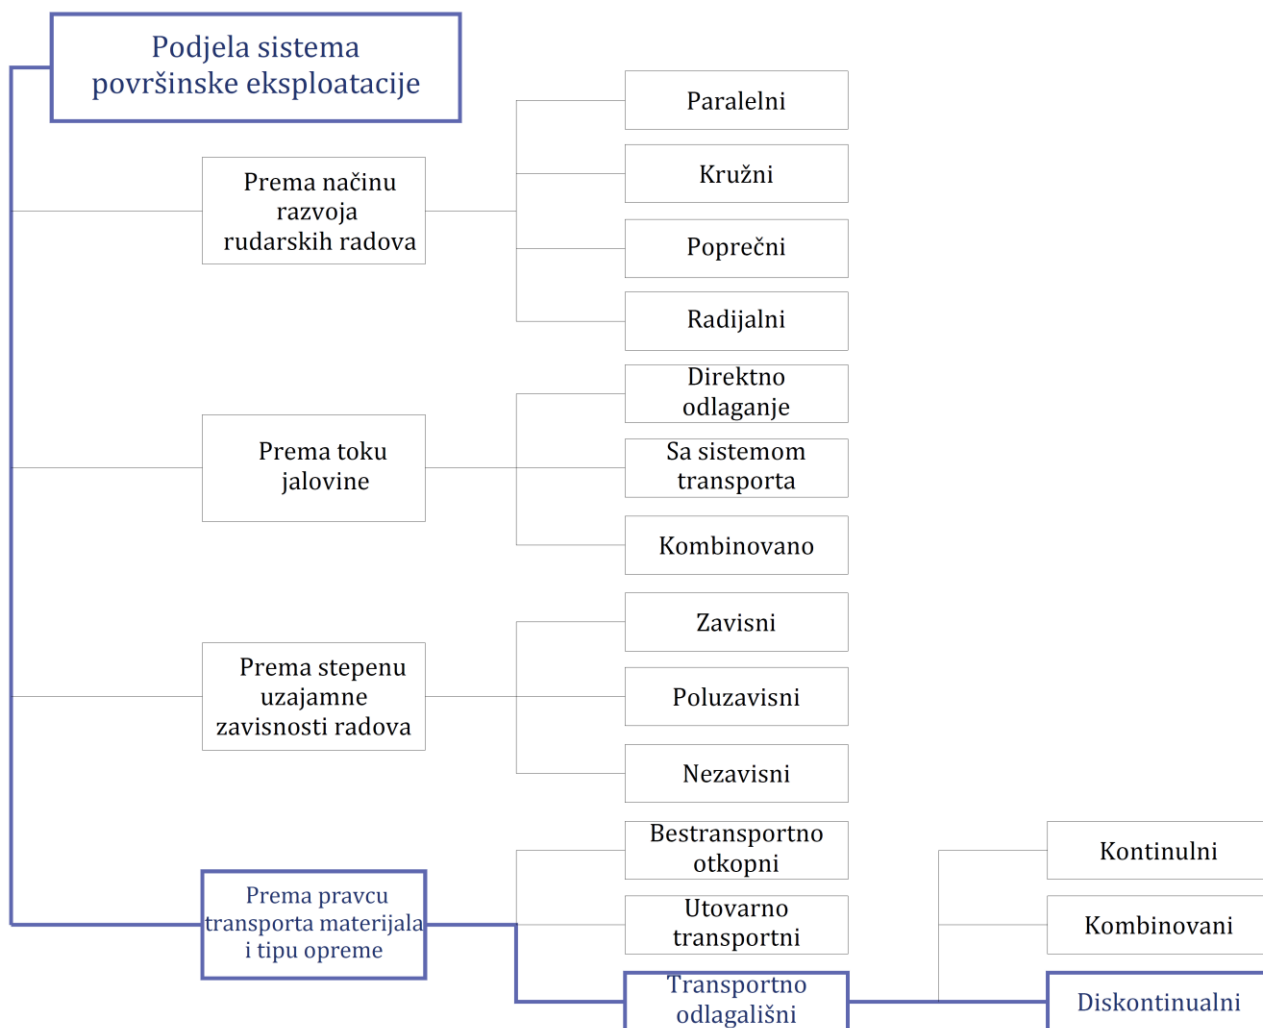 Podjela sistema
površinske eksploatacije
Prema načinu
razvoja
rudarskih radova
Paralelni
Kružni
Poprečni
Radijalni
Prema toku
jalovine
Direktno
odlaganje
Sa sistemom
transporta
Kombinovano
Prema stepenu
uzajamne
zavisnosti radova
Zavisni
Poluzavisni
Nezavisni
Prema pravcu
transporta materijala
i tipu opreme
Bestransportno
otkopni
Utovarno
transportni
Transportno
odlagališni
Kontinulni
Kombinovani
Diskontinualni